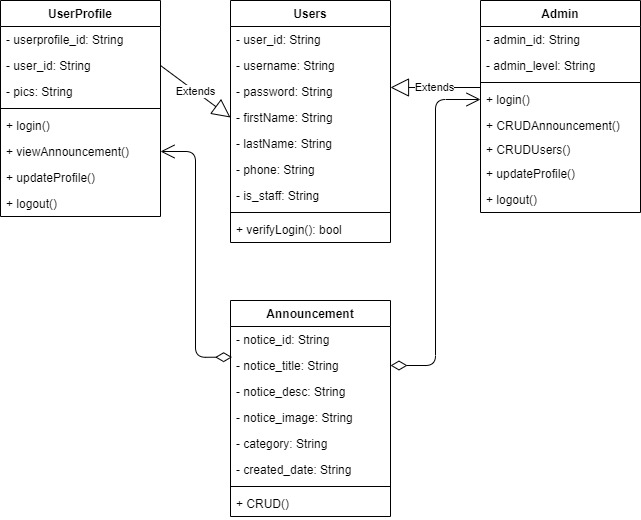 UserProfile
- userprofile_id: String
- user_id: String
- pics: String
+ login()
+ viewAnnouncement()
+ updateProfile()
+ logout()
Extends
Users
- user_id: String
- username: String
- password: String
- firstName: String
- lastName: String
- phone: String
- is_staff: String
+ verifyLogin(): bool
Extends
Admin
- admin_id: String
- admin_level: String
+ login()
+ CRUDAnnouncement()
+ CRUDUsers()
+ updateProfile()
+ logout()
Announcement
- notice_id: String
- notice_title: String
- notice_desc: String
- notice_image: String
- category: String
- created_date: String
+ CRUD()